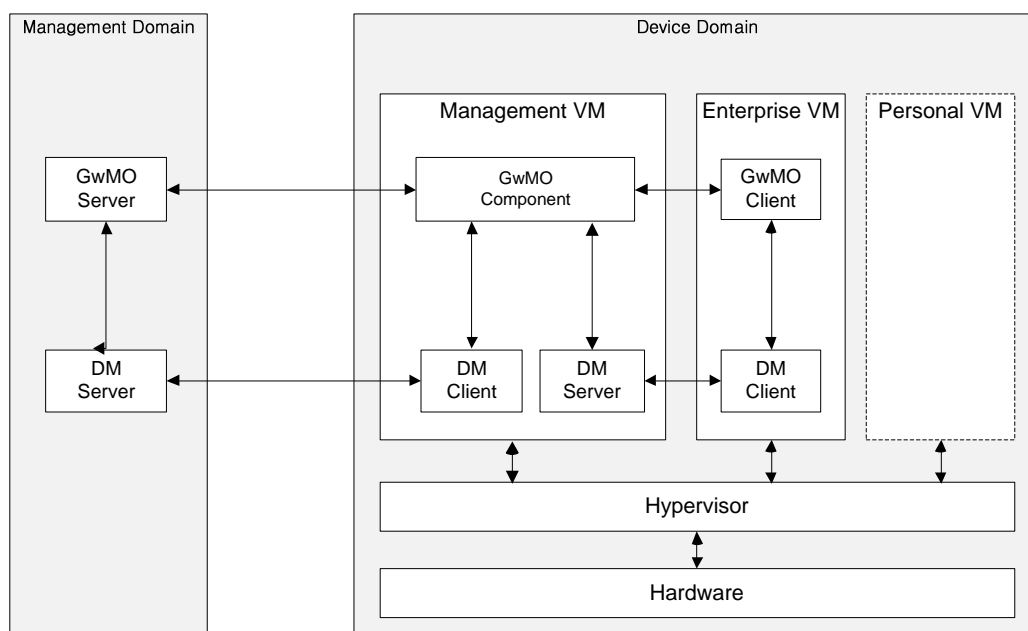 Management Domain
Device Domain
Management VM
Enterprise VM
Personal VM
GwMO
Server
GwMO
Component
GwMO
Client
DM
Server
DM
Client
DM
Server
DM
Client
Hypervisor
Hardware